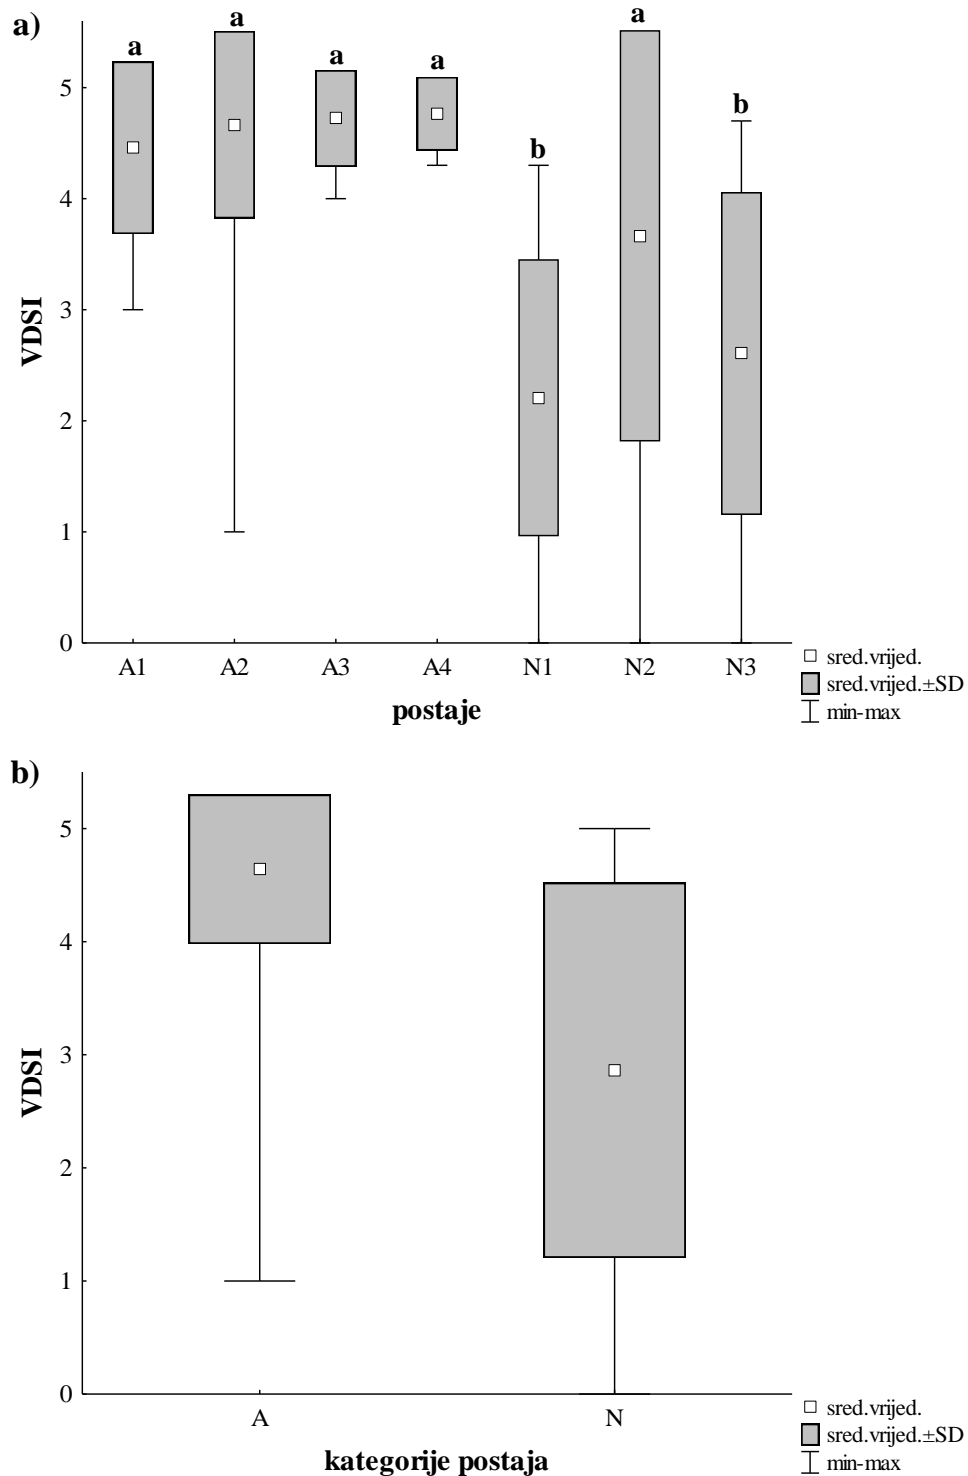 a)
a
a
a
a
b
a
b
VDSI
5
4
3
2
1
0
A1 A2 A3 A4 N1 N2 N3
postaje
sred.vrijed.
sred.vrijed.±SD
min-max
b)
VDSI
5
4
3
2
1
0
A N
kategorije postaja
sred.vrijed.
sred.vrijed.±SD
min-max